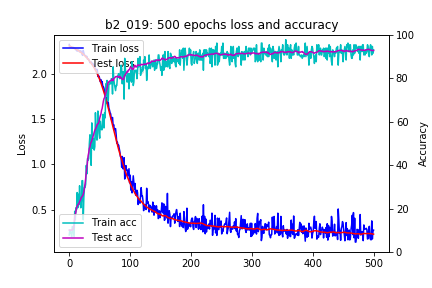 b2_019: 500 epochs loss and accuracy
Train loss
Test loss
Train acc
Test acc
Loss
2.0
1.5
1.0
0.5
Accuracy
100
80
60
40
20
0
0
100
200
300
400
500